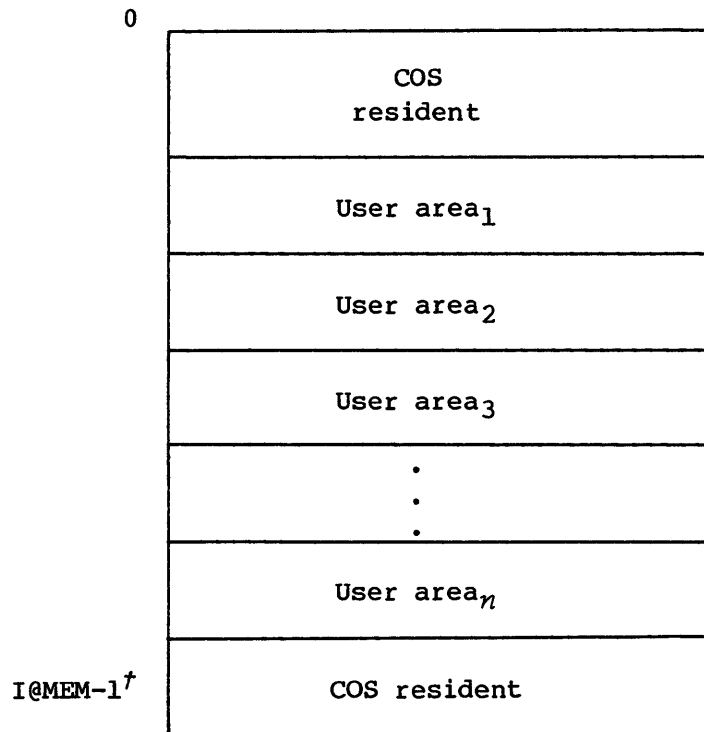 0
COS
resident
User area1
User area2
User area3
.
.
.
User arean
I@MEM-1†
COS resident